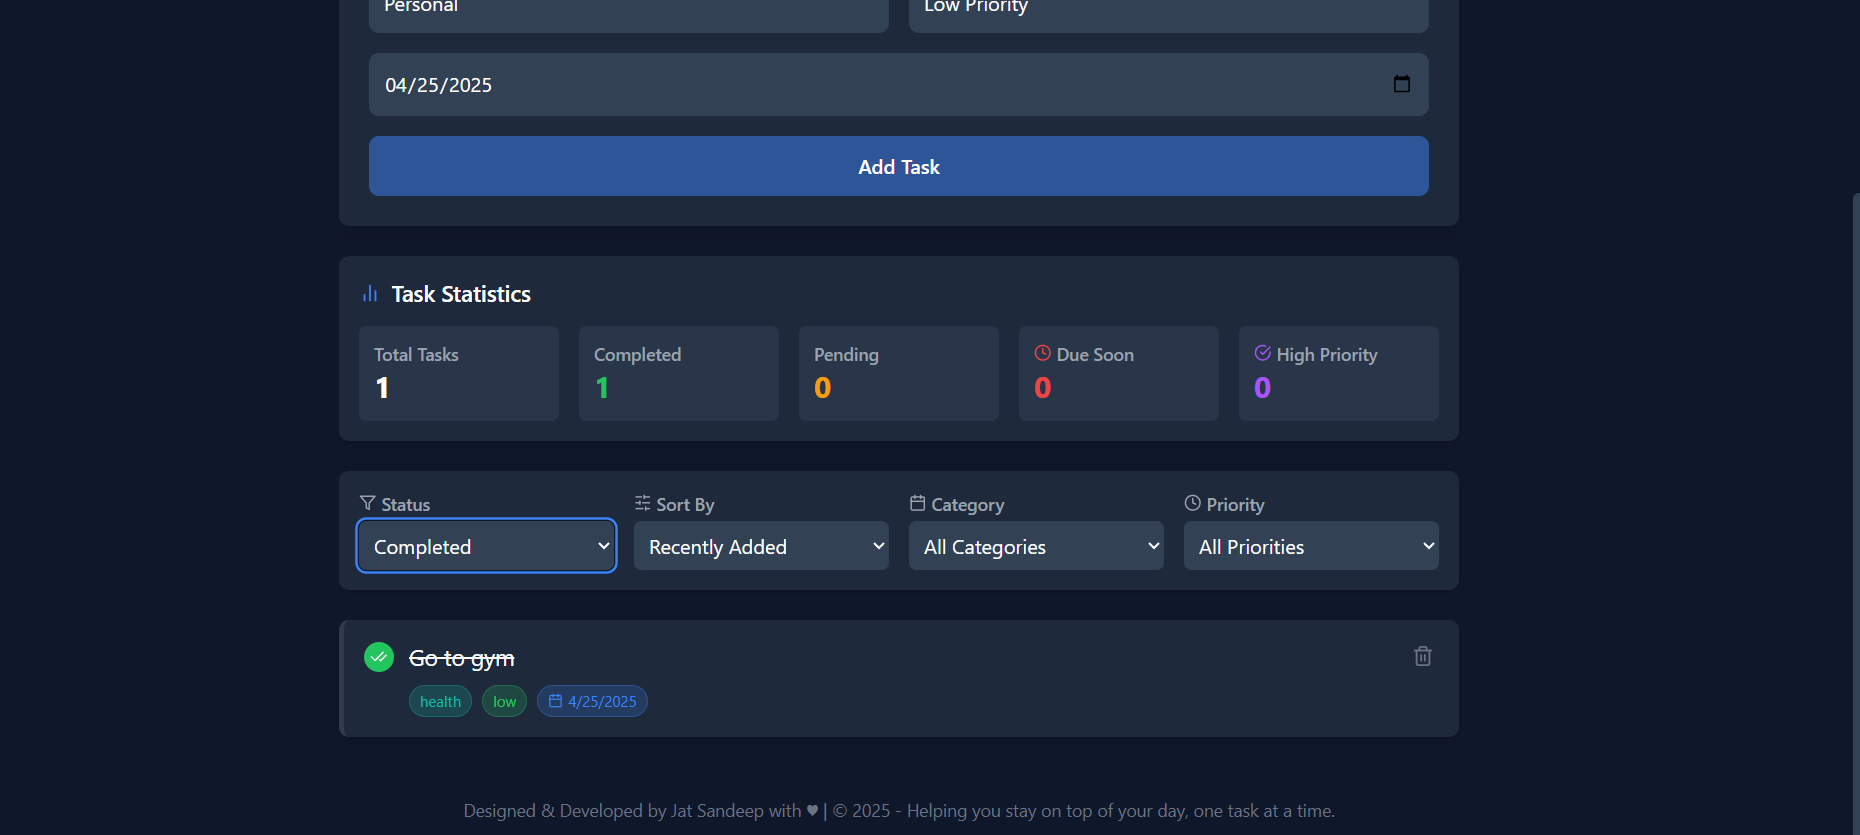 Personal
Low Priority
04/25/2025
Add Task
Task Statistics
Total Tasks
1
Completed
1
Pending
0
Due Soon
0
High Priority
0
Status
Completed
Sort By
Recently Added
Category
All Categories
Priority
All Priorities
Go to gym
health
low
4/25/2025
Designed & Developed by Jat Sandeep with ♥ | © 2025 - Helping you stay on top of your day, one task at a time.